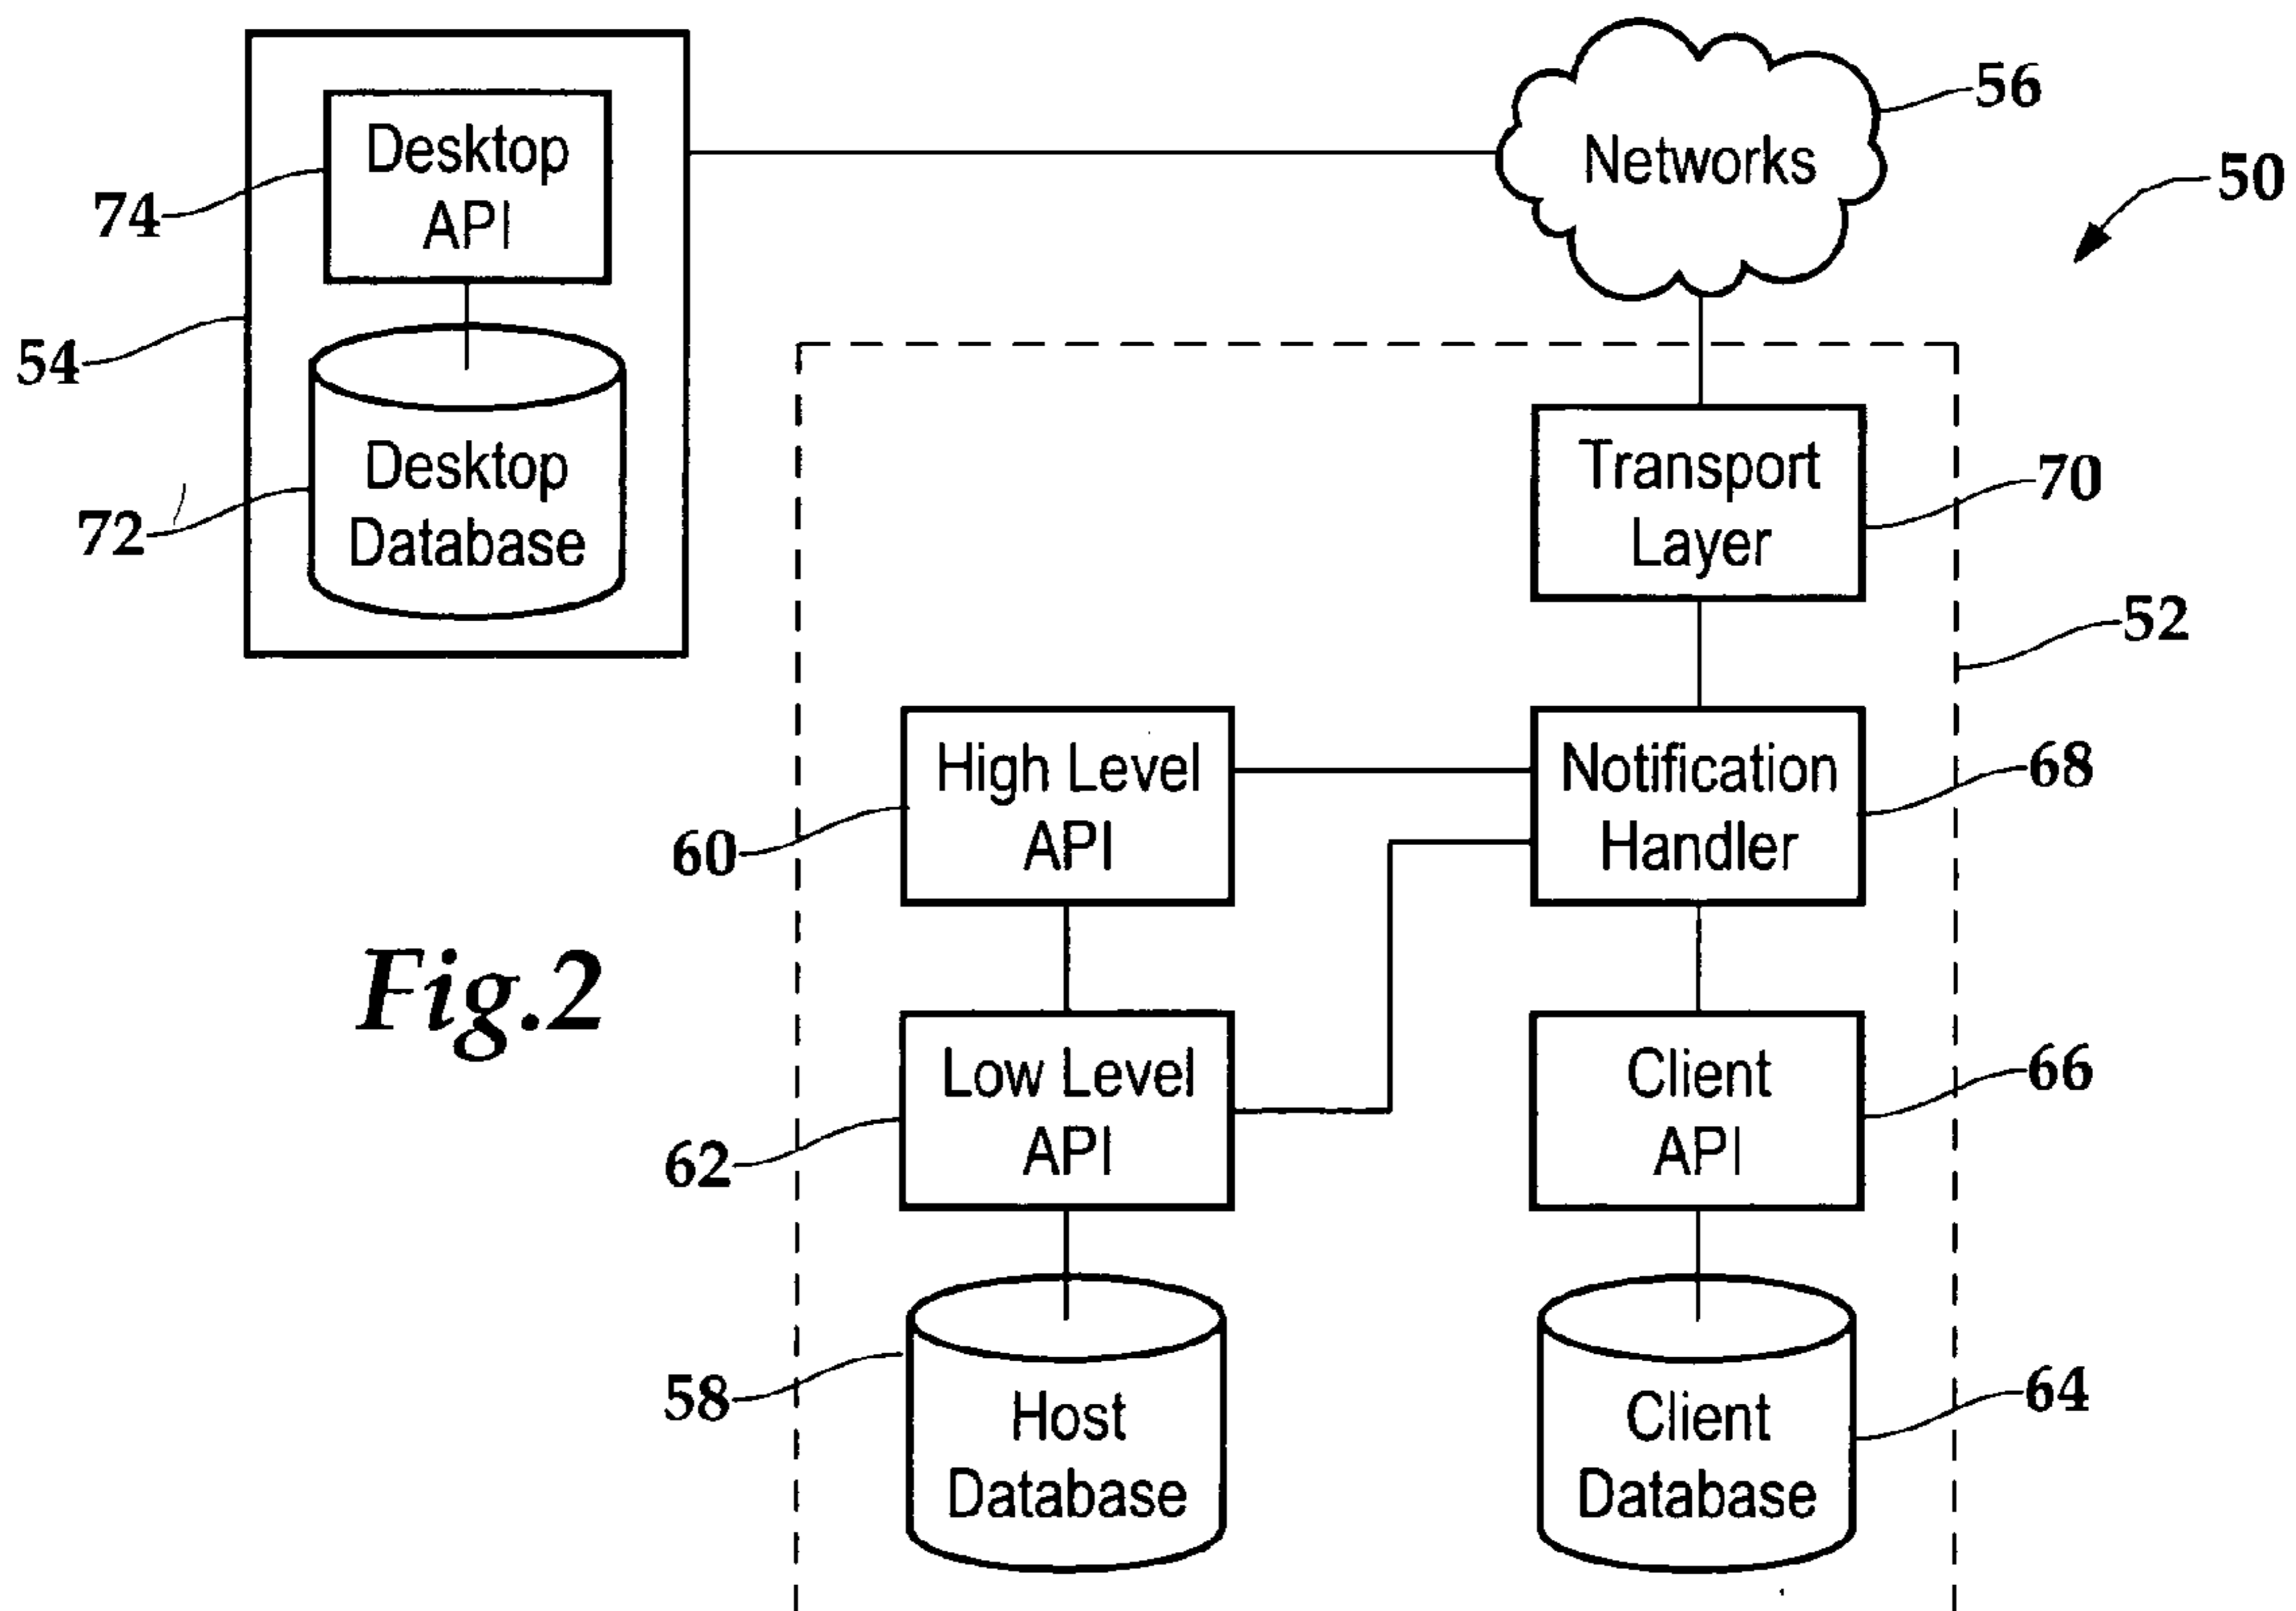 56
Networks
50
Desktop
API
74
54
Desktop
Database
72
Transport
Layer
70
52
High Level
API
60
Notification
Handler
68
Fig.2
Low Level
API
62
Client
API
66
Host
Database
58
Client
Database
64